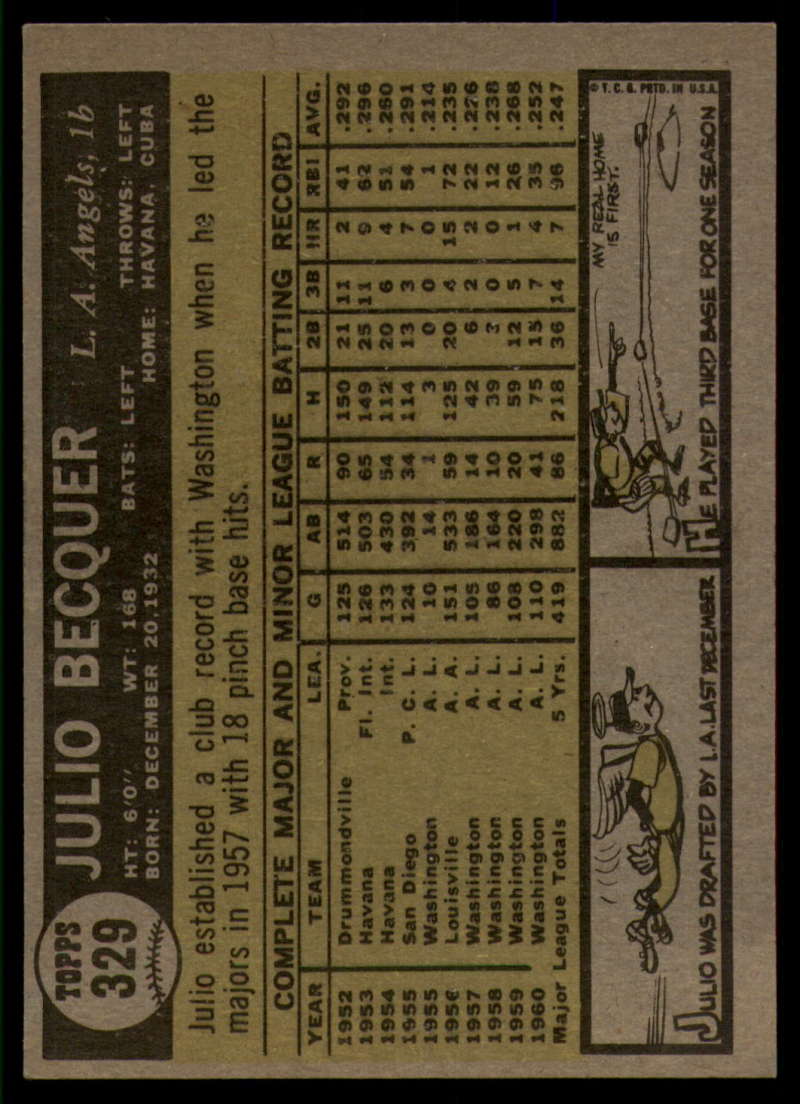 TOPPS
329
JULIO BECQUER L. A. Angels, 1b
HT: 6'0" WT: 168 BATS: LEFT THROWS: LEFT
BORN: DECEMBER 20, 1932 HOME: HAVANA, CUBA
Julio established a club record with Washington when he led the
majors in 1957 with 18 pinch base hits.
COMPLETE MAJOR AND MINOR LEAGUE BATTING RECORD
YEAR TEAM LEA. G AB R H 2B 3B HR RBI AVG.
1952 Drummondville Prov. 125 514 90 150 21 11 2 41 .292
1953 Havana Fl. Int. 126 503 65 149 25 11 9 62 .296
1954 Havana Int. 133 430 54 112 20 6 4 51 .260
1955 San Diego P. C. L. 124 392 34 114 13 3 7 54 .291
1955 Washington A. L. 10 14 1 3 0 0 0 1 .214
1956 Louisville A. A. 151 533 59 125 20 4 15 72 .235
1957 Washington A. L. 105 186 14 42 6 2 2 22 .226
1958 Washington A. L. 86 164 10 39 3 0 0 12 .238
1959 Washington A. L. 108 220 20 59 12 5 1 26 .268
1960 Washington A. L. 110 298 41 75 15 7 4 35 .252
Major League Totals 5 Yrs. 419 882 86 218 36 14 7 96 .247
JULIO WAS DRAFTED BY L.A. LAST DECEMBER
© T. C. G. PRTD. IN U.S.A.
MY REAL HOME
IS FIRST.
HE PLAYED THIRD BASE FOR ONE SEASON